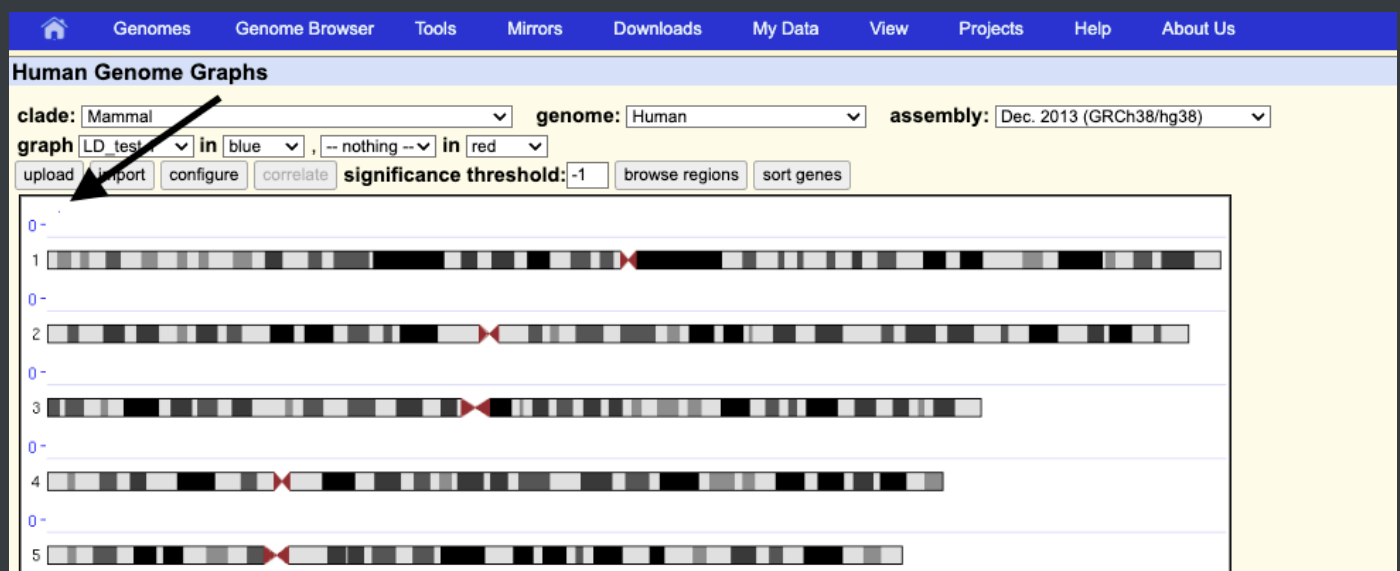 Genomes Genome Browser Tools Mirrors Downloads My Data View Projects Help About Us
Human Genome Graphs
clade: Mammal genome: Human assembly: Dec. 2013 (GRCh38/hg38)
graph in blue , -- nothing -- in red
upload configure correlate significance threshold: -1 browse regions sort genes
0 -
1
0 -
2
0 -
3
0 -
4
0 -
5